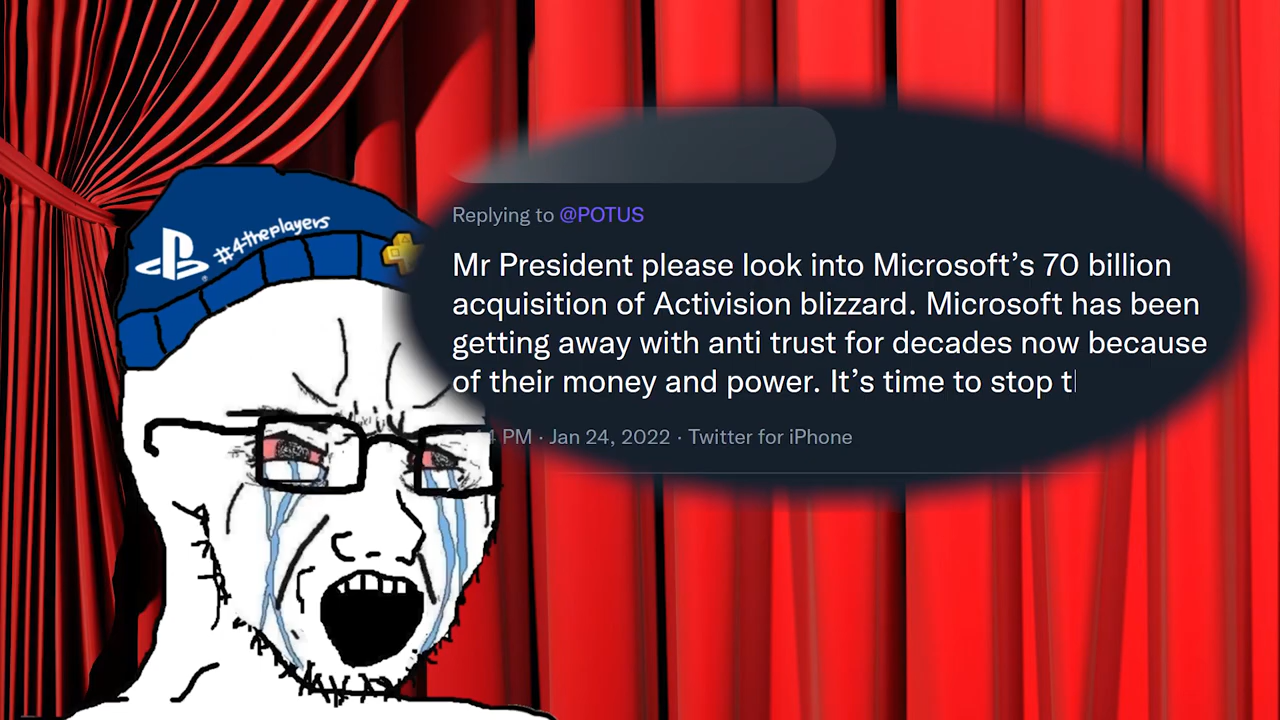 #4theplayers
Replying to @POTUS
Mr President please look into Microsoft’s 70 billion
acquisition of Activision blizzard. Microsoft has been
getting away with anti trust for decades now because
of their money and power. It’s time to stop
PM · Jan 24, 2022 · Twitter for iPhone